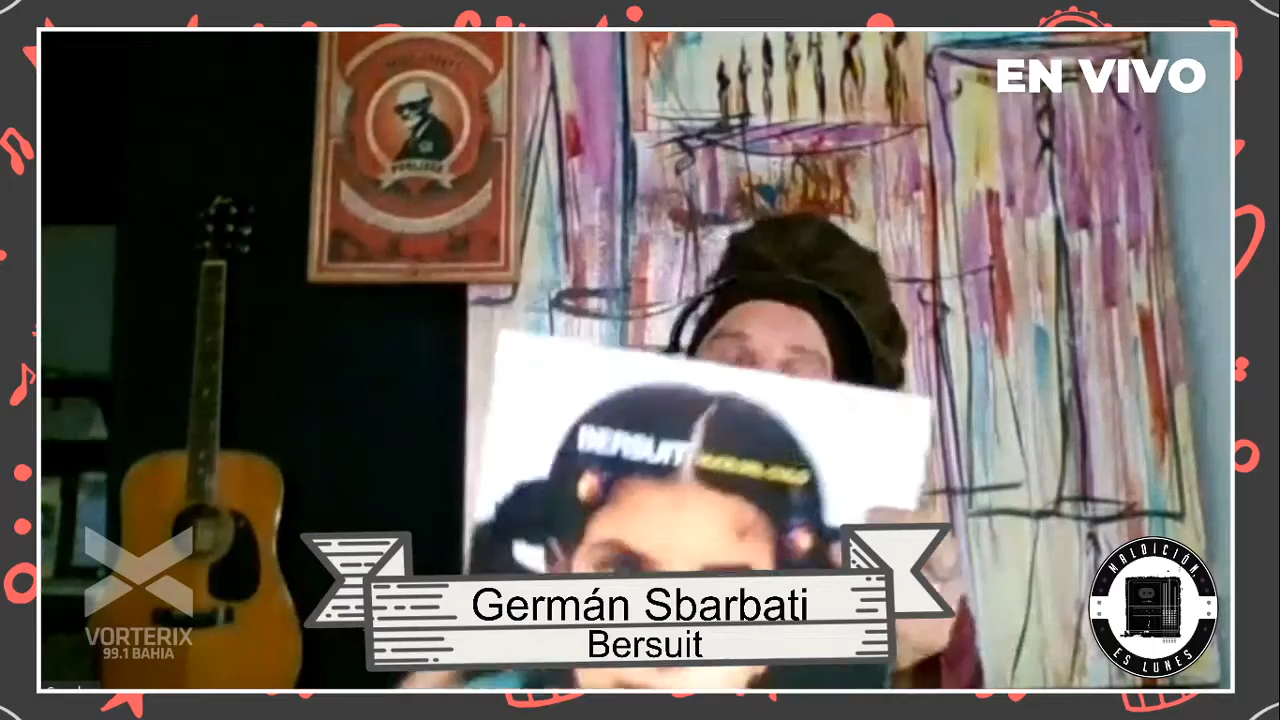 EN VIVO
BERSUIT
Germán Sbarbati
Bersuit
VORTERIX
99.1 BAHIA
MALDICIÓN
ES LUNES